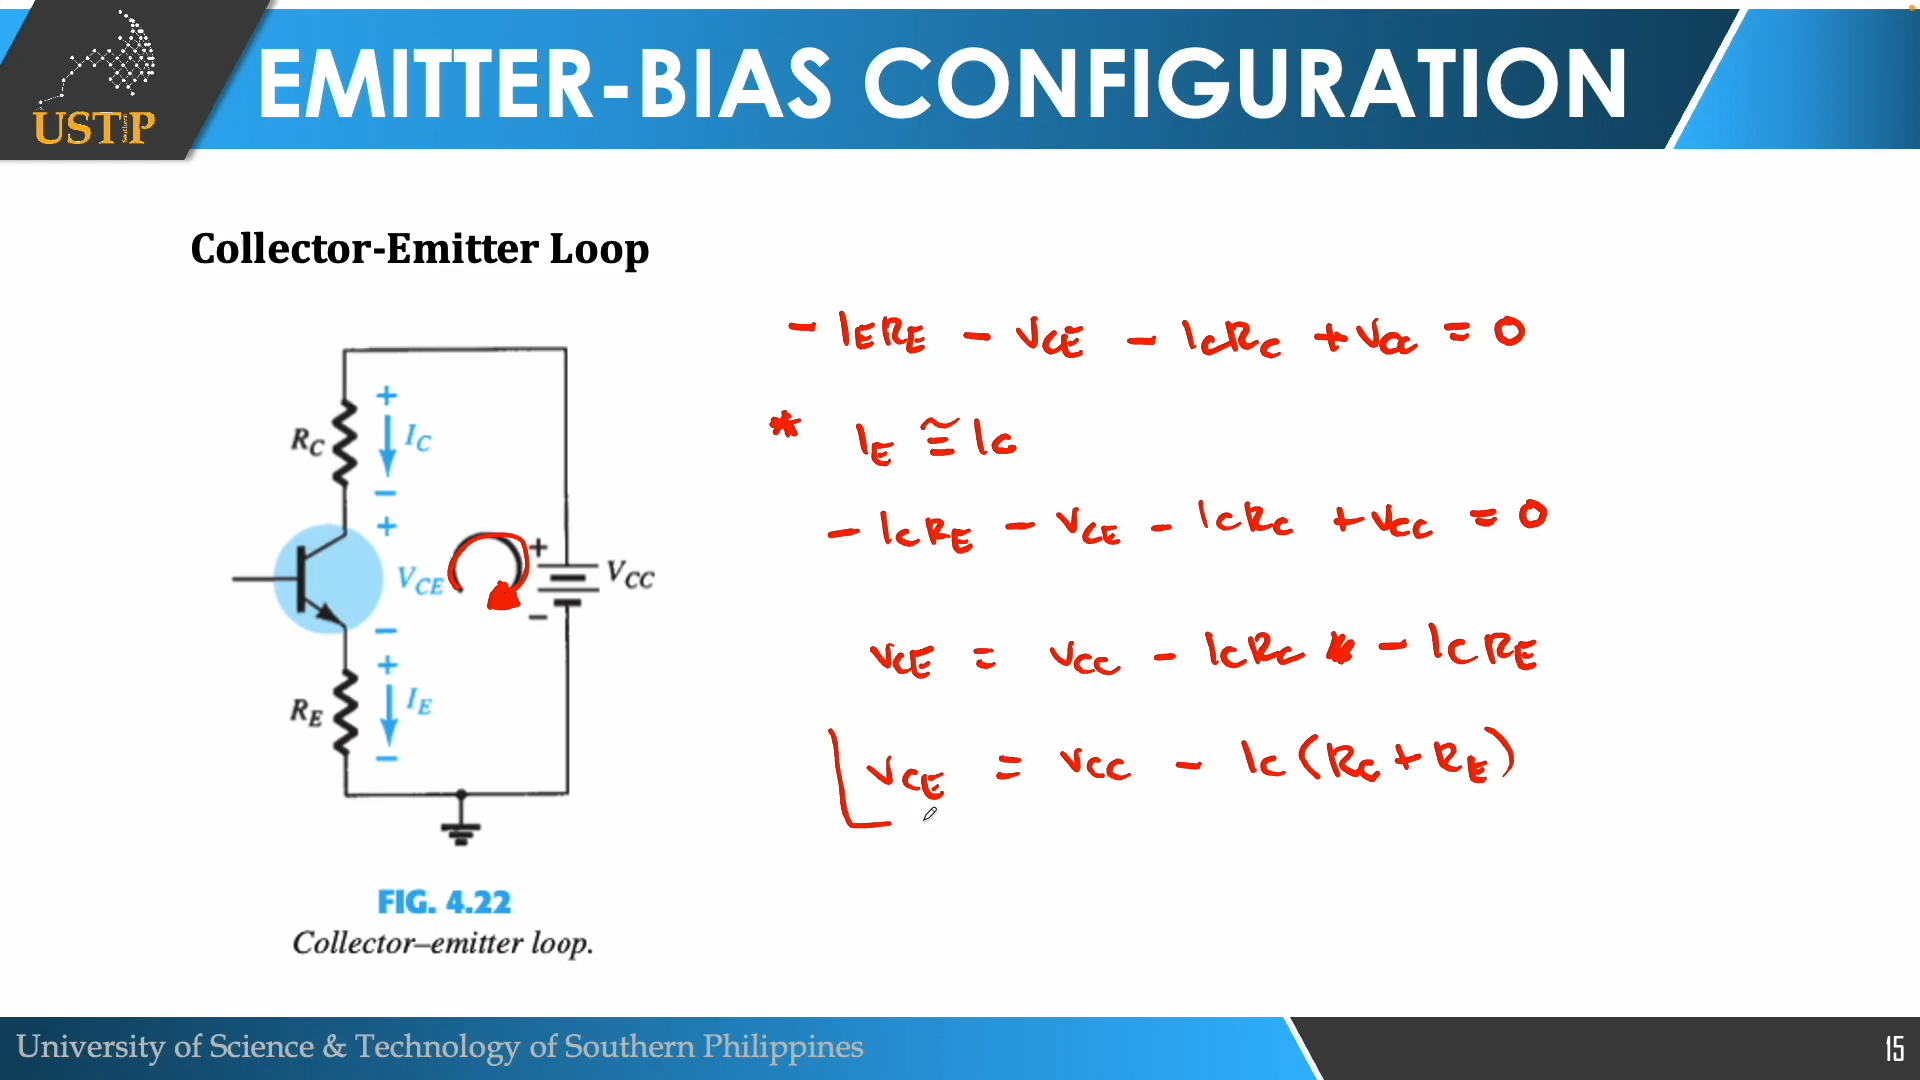 EMITTER-BIAS CONFIGURATION
USTP
Collector-Emitter Loop
- IERE - VCE - ICRC + VCC = 0
* IE ≅ IC
- ICRE - VCE - ICRC + VCC = 0
VCE = VCC - ICRC - ICRE
VCE = VCC - IC (RC + RE)
+
RC IC
-
+
VCE + VCC
-
-
+
RE IE
-
FIG. 4.22
Collector–emitter loop.
University of Science & Technology of Southern Philippines
15